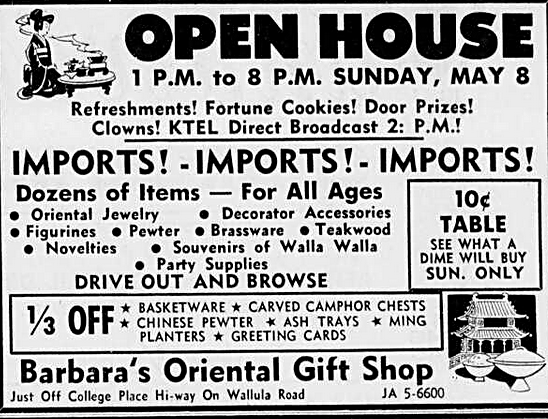 OPEN HOUSE
1 P.M. to 8 P.M. SUNDAY, MAY 8
Refreshments! Fortune Cookies! Door Prizes!
Clowns! KTEL Direct Broadcast 2: P.M.!
IMPORTS! - IMPORTS! - IMPORTS!
Dozens of Items — For All Ages
● Oriental Jewelry ● Decorator Accessories
● Figurines ● Pewter ● Brassware ● Teakwood
● Novelties ● Souvenirs of Walla Walla
● Party Supplies
DRIVE OUT AND BROWSE
10¢
TABLE
SEE WHAT A
DIME WILL BUY
SUN. ONLY
1/3 OFF
★ BASKETWARE ★ CARVED CAMPHOR CHESTS
★ CHINESE PEWTER ★ ASH TRAYS ★ MING
PLANTERS ★ GREETING CARDS
Barbara's Oriental Gift Shop
Just Off College Place Hi-way On Wallula Road JA 5-6600